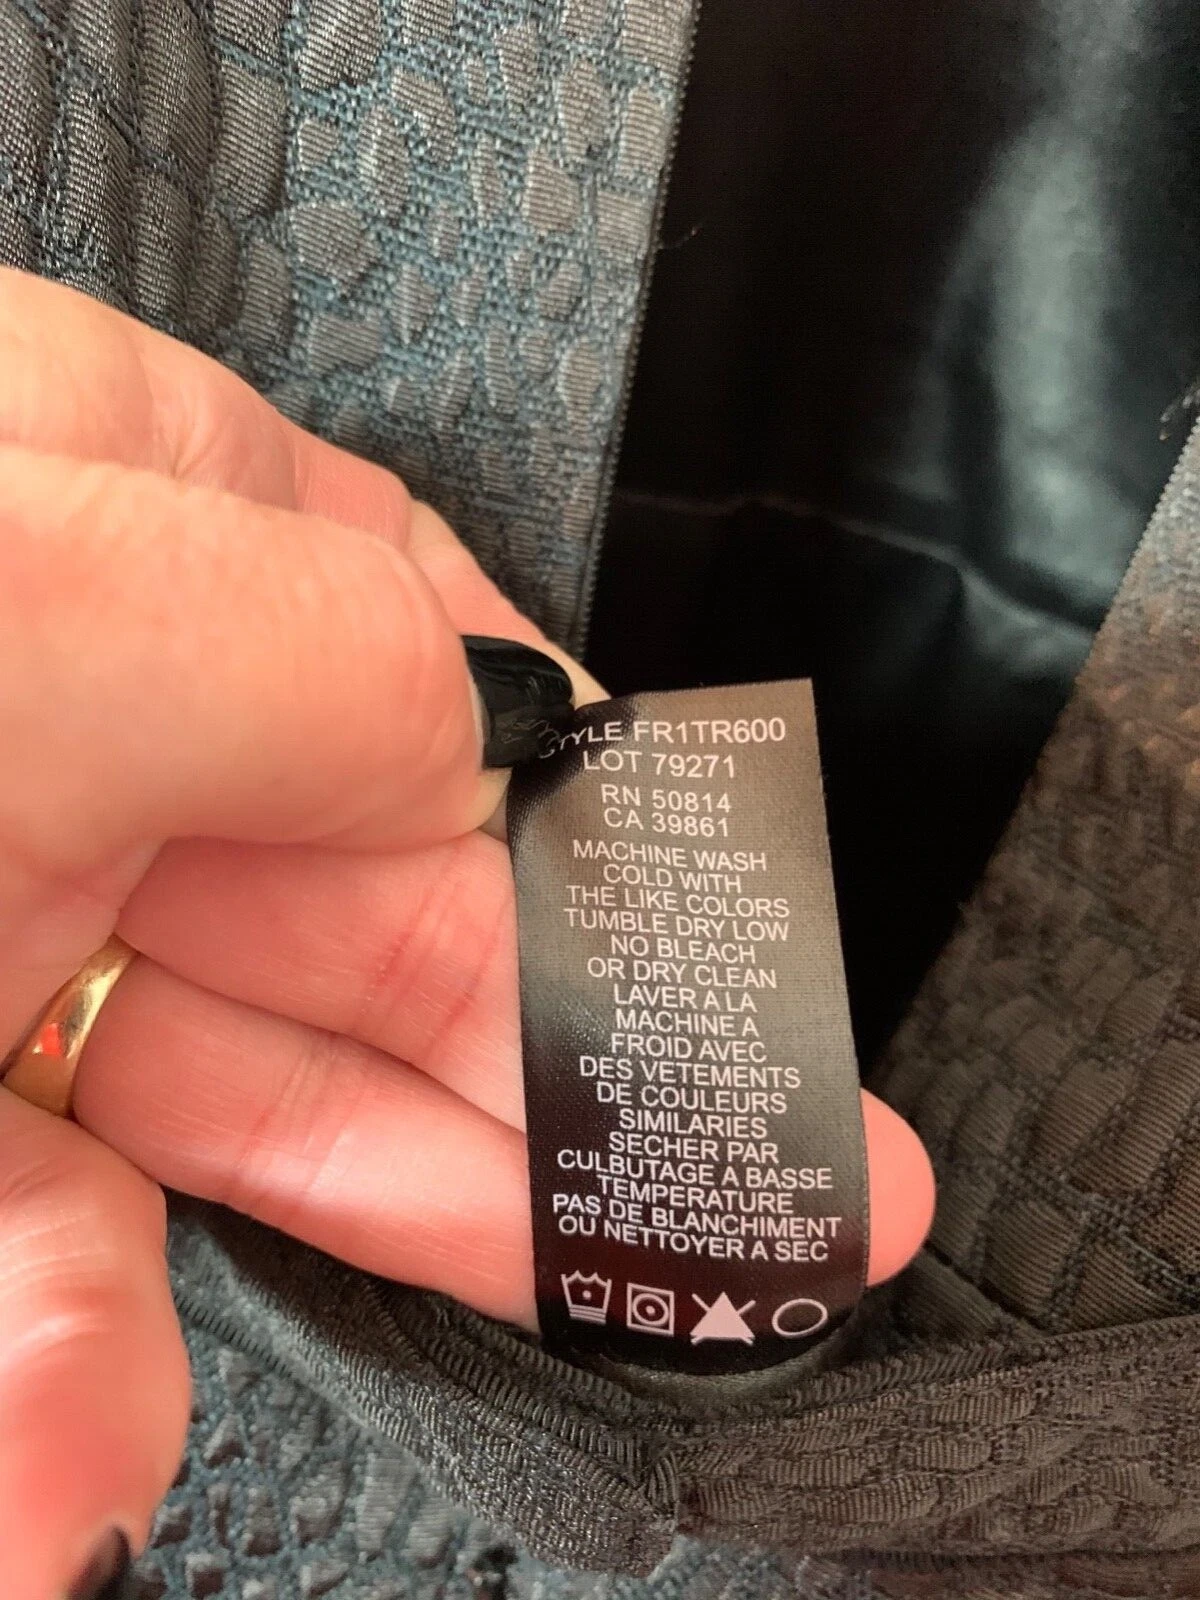 STYLE FR1TR600
LOT 79271
RN 50814
CA 39861
MACHINE WASH
COLD WITH
THE LIKE COLORS
TUMBLE DRY LOW
NO BLEACH
OR DRY CLEAN
LAVER A LA
MACHINE A
FROID AVEC
DES VETEMENTS
DE COULEURS
SIMILARIES
SECHER PAR
CULBUTAGE A BASSE
TEMPERATURE
PAS DE BLANCHIMENT
OU NETTOYER A SEC